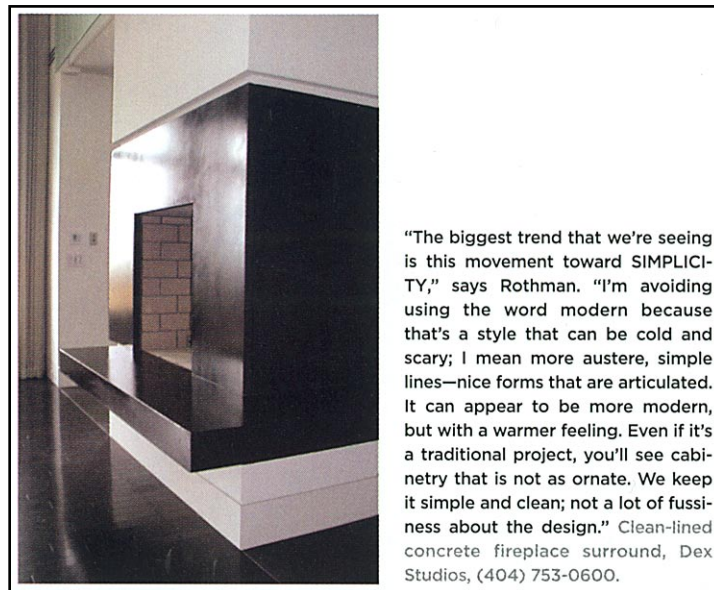 “The biggest trend that we’re seeing
is this movement toward SIMPLICI-
TY,” says Rothman. “I’m avoiding
using the word modern because
that’s a style that can be cold and
scary; I mean more austere, simple
lines—nice forms that are articulated.
It can appear to be more modern,
but with a warmer feeling. Even if it’s
a traditional project, you’ll see cabi-
netry that is not as ornate. We keep
it simple and clean; not a lot of fussi-
ness about the design.” Clean-lined
concrete fireplace surround, Dex
Studios, (404) 753-0600.